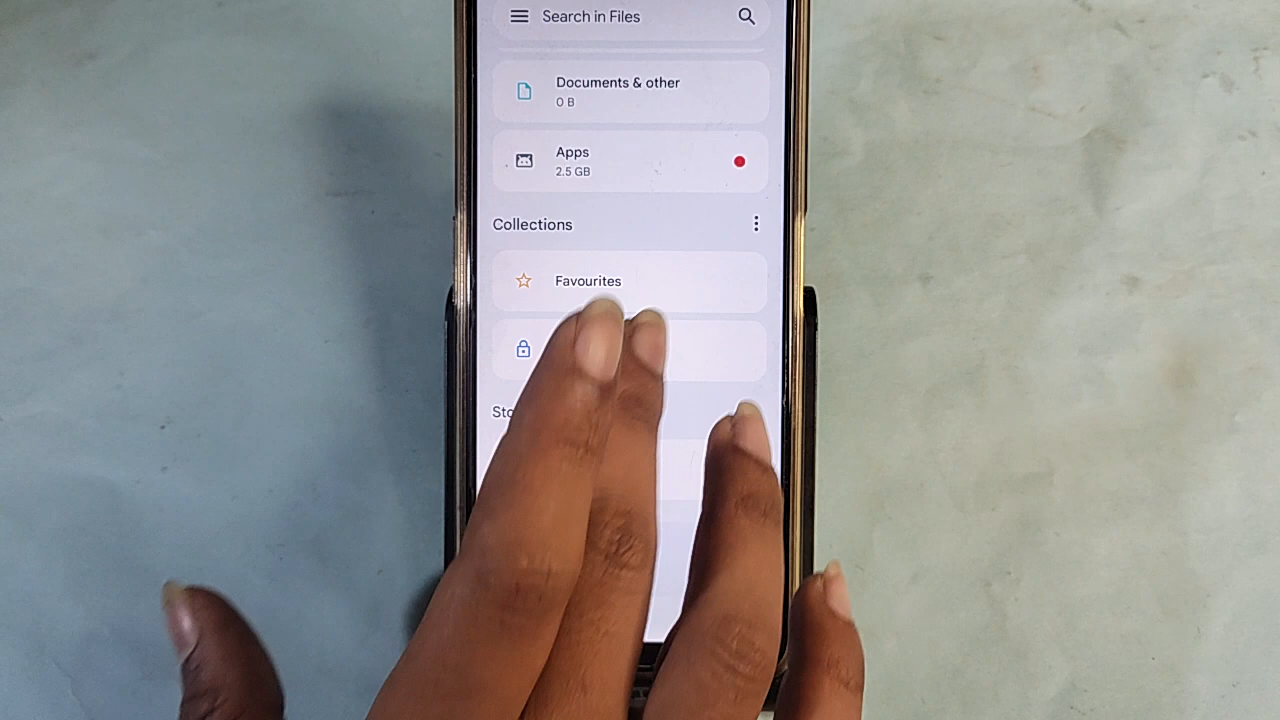 Search in Files
Documents & other
0 B
Apps
2.5 GB
Collections
Favourites